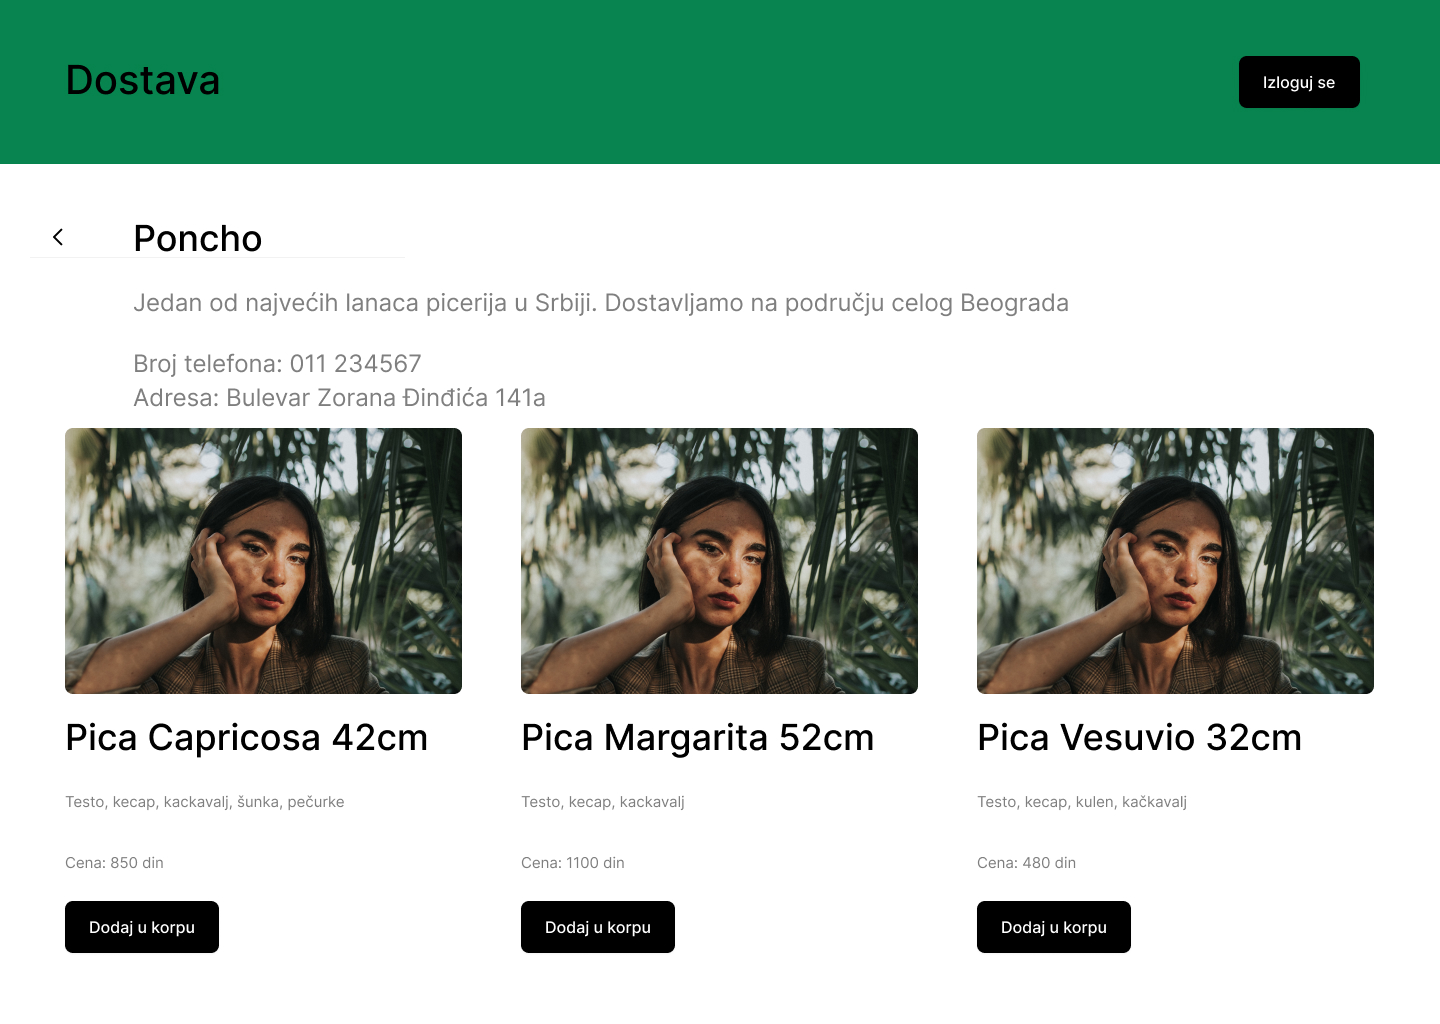 Dostava
Izloguj se
Poncho
Jedan od najvećih lanaca picerija u Srbiji. Dostavljamo na području celog Beograda
Broj telefona: 011 234567
Adresa: Bulevar Zorana Đinđića 141a
Pica Capricosa 42cm
Testo, kecap, kackavalj, šunka, pečurke
Cena: 850 din
Dodaj u korpu
Pica Margarita 52cm
Testo, kecap, kackavalj
Cena: 1100 din
Dodaj u korpu
Pica Vesuvio 32cm
Testo, kecap, kulen, kačkavalj
Cena: 480 din
Dodaj u korpu